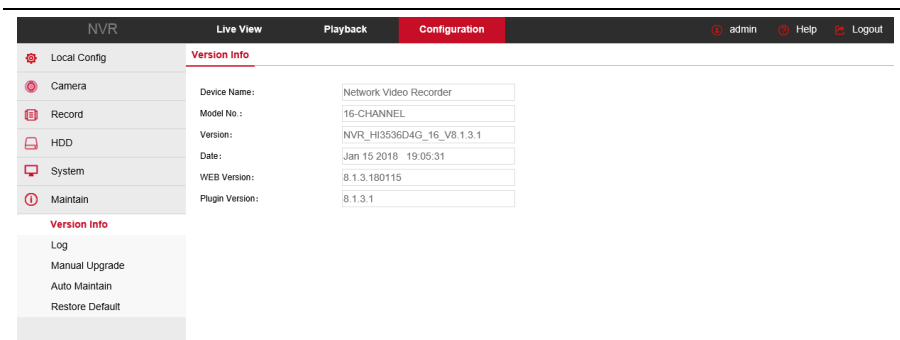 NVR Live View Playback Configuration admin Help Logout
Local Config
Camera
Record
HDD
System
Maintain
Version Info
Log
Manual Upgrade
Auto Maintain
Restore Default
Version Info
Device Name: Network Video Recorder
Model No.: 16-CHANNEL
Version: NVR_HI3536D4G_16_V8.1.3.1
Date: Jan 15 2018 19:05:31
WEB Version: 8.1.3.180115
Plugin Version: 8.1.3.1